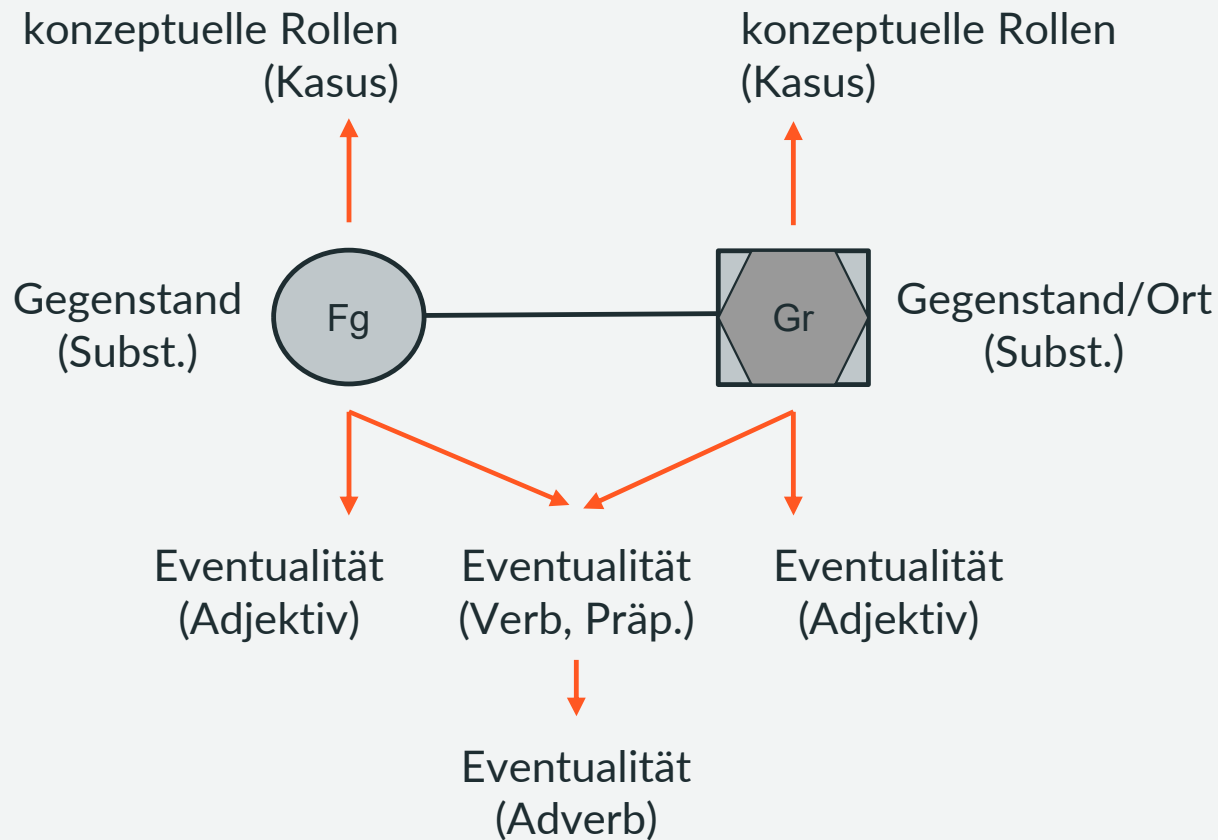 konzeptuelle Rollen
(Kasus)
konzeptuelle Rollen
(Kasus)
Gegenstand
(Subst.)
Fg
Gr
Gegenstand/Ort
(Subst.)
Eventualität
(Adjektiv)
Eventualität
(Verb, Präp.)
Eventualität
(Adjektiv)
Eventualität
(Adverb)